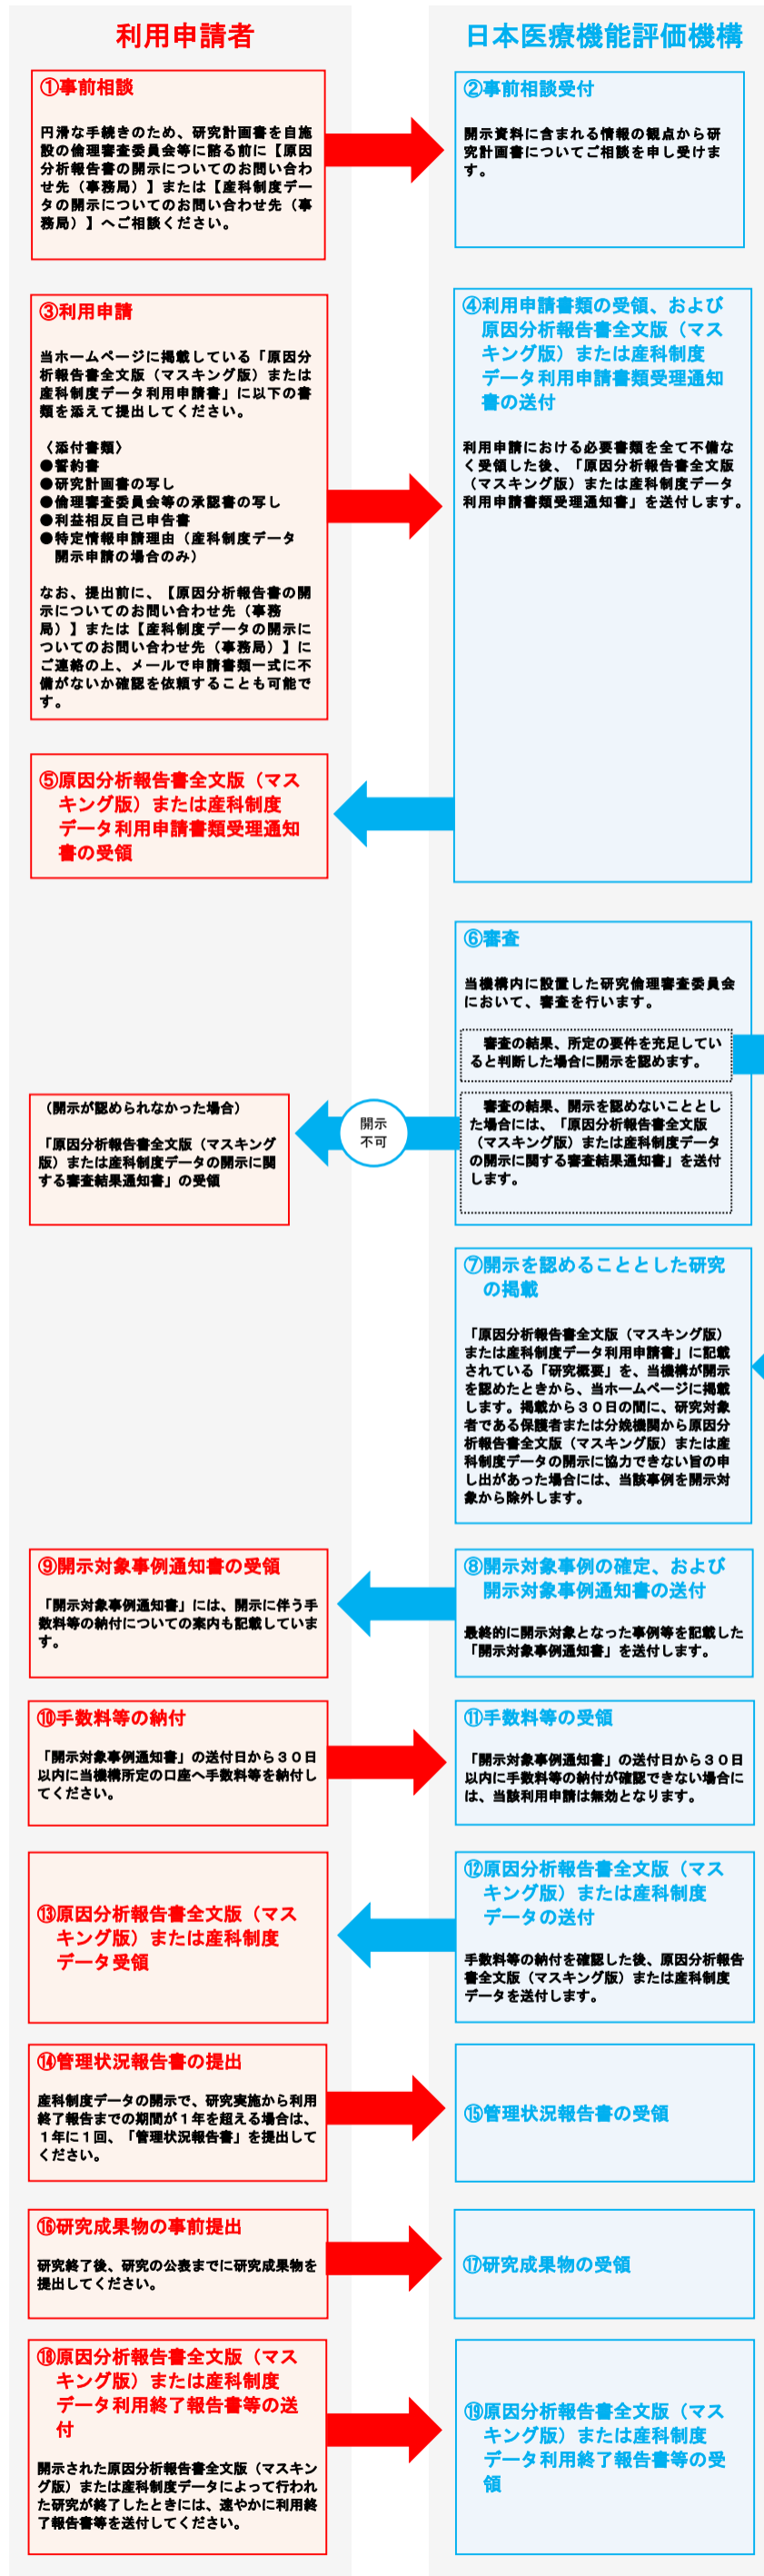 利用申請者
日本医療機能評価機構
①事前相談
円滑な手続きのため、研究計画書を自施
設の倫理審査委員会等に諮る前に【原因
分析報告書の開示についてのお問い合わ
せ先（事務局）】または【産科制度デー
タの開示についてのお問い合わせ先（事
務局）】へご相談ください。
②事前相談受付
開示資料に含まれる情報の観点から研
究計画書についてご相談を申し受けま
す。
③利用申請
当ホームページに掲載している「原因分
析報告書全文版（マスキング版）または
産科制度データ利用申請書」に以下の書
類を添えて提出してください。
〈添付書類〉
●誓約書
●研究計画書の写し
●倫理審査委員会等の承認書の写し
●利益相反自己申告書
●特定情報申請理由（産科制度データ
開示申請の場合のみ）
なお、提出前に、【原因分析報告書の開
示についてのお問い合わせ先（事務
局）】または【産科制度データの開示に
ついてのお問い合わせ先（事務局）】に
ご連絡の上、メールで申請書類一式に不
備がないか確認を依頼することも可能で
す。
④利用申請書類の受領、および
原因分析報告書全文版（マス
キング版）または産科制度
データ利用申請書類受理通知
書の送付
利用申請における必要書類を全て不備な
く受領した後、「原因分析報告書全文版
（マスキング版）または産科制度データ
利用申請書類受理通知書」を送付します。
⑤原因分析報告書全文版（マス
キング版）または産科制度
データ利用申請書類受理通知
書の受領
⑥審査
当機構内に設置した研究倫理審査委員会
において、審査を行います。
審査の結果、所定の要件を充足してい
ると判断した場合に開示を認めます。
審査の結果、開示を認めないこととし
た場合には、「原因分析報告書全文版
（マスキング版）または産科制度データ
の開示に関する審査結果通知書」を送付
します。
開示
不可
（開示が認められなかった場合）
「原因分析報告書全文版（マスキング
版）または産科制度データの開示に関
する審査結果通知書」の受領
⑦開示を認めることとした研究
の掲載
「原因分析報告書全文版（マスキング版）
または産科制度データ利用申請書」に記載
されている「研究概要」を、当機構が開示
を認めたときから、当ホームページに掲載
します。掲載から３０日の間に、研究対象
者である保護者または分娩機関から原因分
析報告書全文版（マスキング版）または産
科制度データの開示に協力できない旨の申
し出があった場合には、当該事例を開示対
象から除外します。
⑨開示対象事例通知書の受領
「開示対象事例通知書」には、開示に伴う手
数料等の納付についての案内も記載していま
す。
⑧開示対象事例の確定、および
開示対象事例通知書の送付
最終的に開示対象となった事例等を記載した
「開示対象事例通知書」を送付します。
⑩手数料等の納付
「開示対象事例通知書」の送付日から３０日
以内に当機構所定の口座へ手数料等を納付し
てください。
⑪手数料等の受領
「開示対象事例通知書」の送付日から３０日
以内に手数料等の納付が確認できない場合に
は、当該利用申請は無効となります。
⑫原因分析報告書全文版（マス
キング版）または産科制度
データの送付
手数料等の納付を確認した後、原因分析報告
書全文版（マスキング版）または産科制度
データを送付します。
⑬原因分析報告書全文版（マス
キング版）または産科制度
データ受領
⑭管理状況報告書の提出
産科制度データの開示で、研究実施から利用
終了報告までの期間が１年を超える場合は、
１年に１回、「管理状況報告書」を提出して
ください。
⑮管理状況報告書の受領
⑯研究成果物の事前提出
研究終了後、研究の公表までに研究成果物を
提出してください。
⑰研究成果物の受領
⑱原因分析報告書全文版（マス
キング版）または産科制度
データ利用終了報告書等の送
付
開示された原因分析報告書全文版（マスキン
グ版）または産科制度データによって行われ
た研究が終了したときには、速やかに利用終
了報告書等を送付してください。
⑲原因分析報告書全文版（マス
キング版）または産科制度
データ利用終了報告書等の受
領